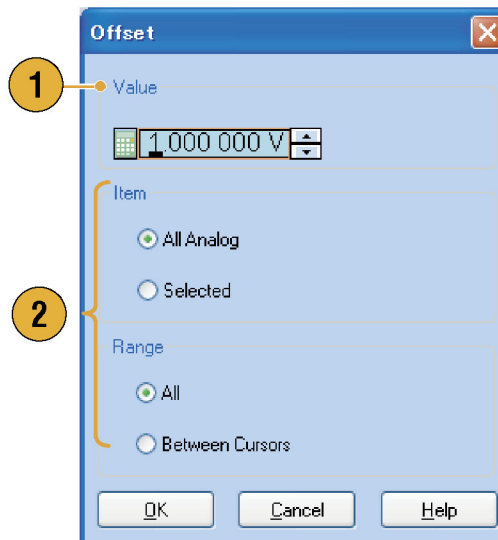 Offset
1
Value
1.000 000 V
Item
All Analog
Selected
2
Range
All
Between Cursors
OK Cancel Help